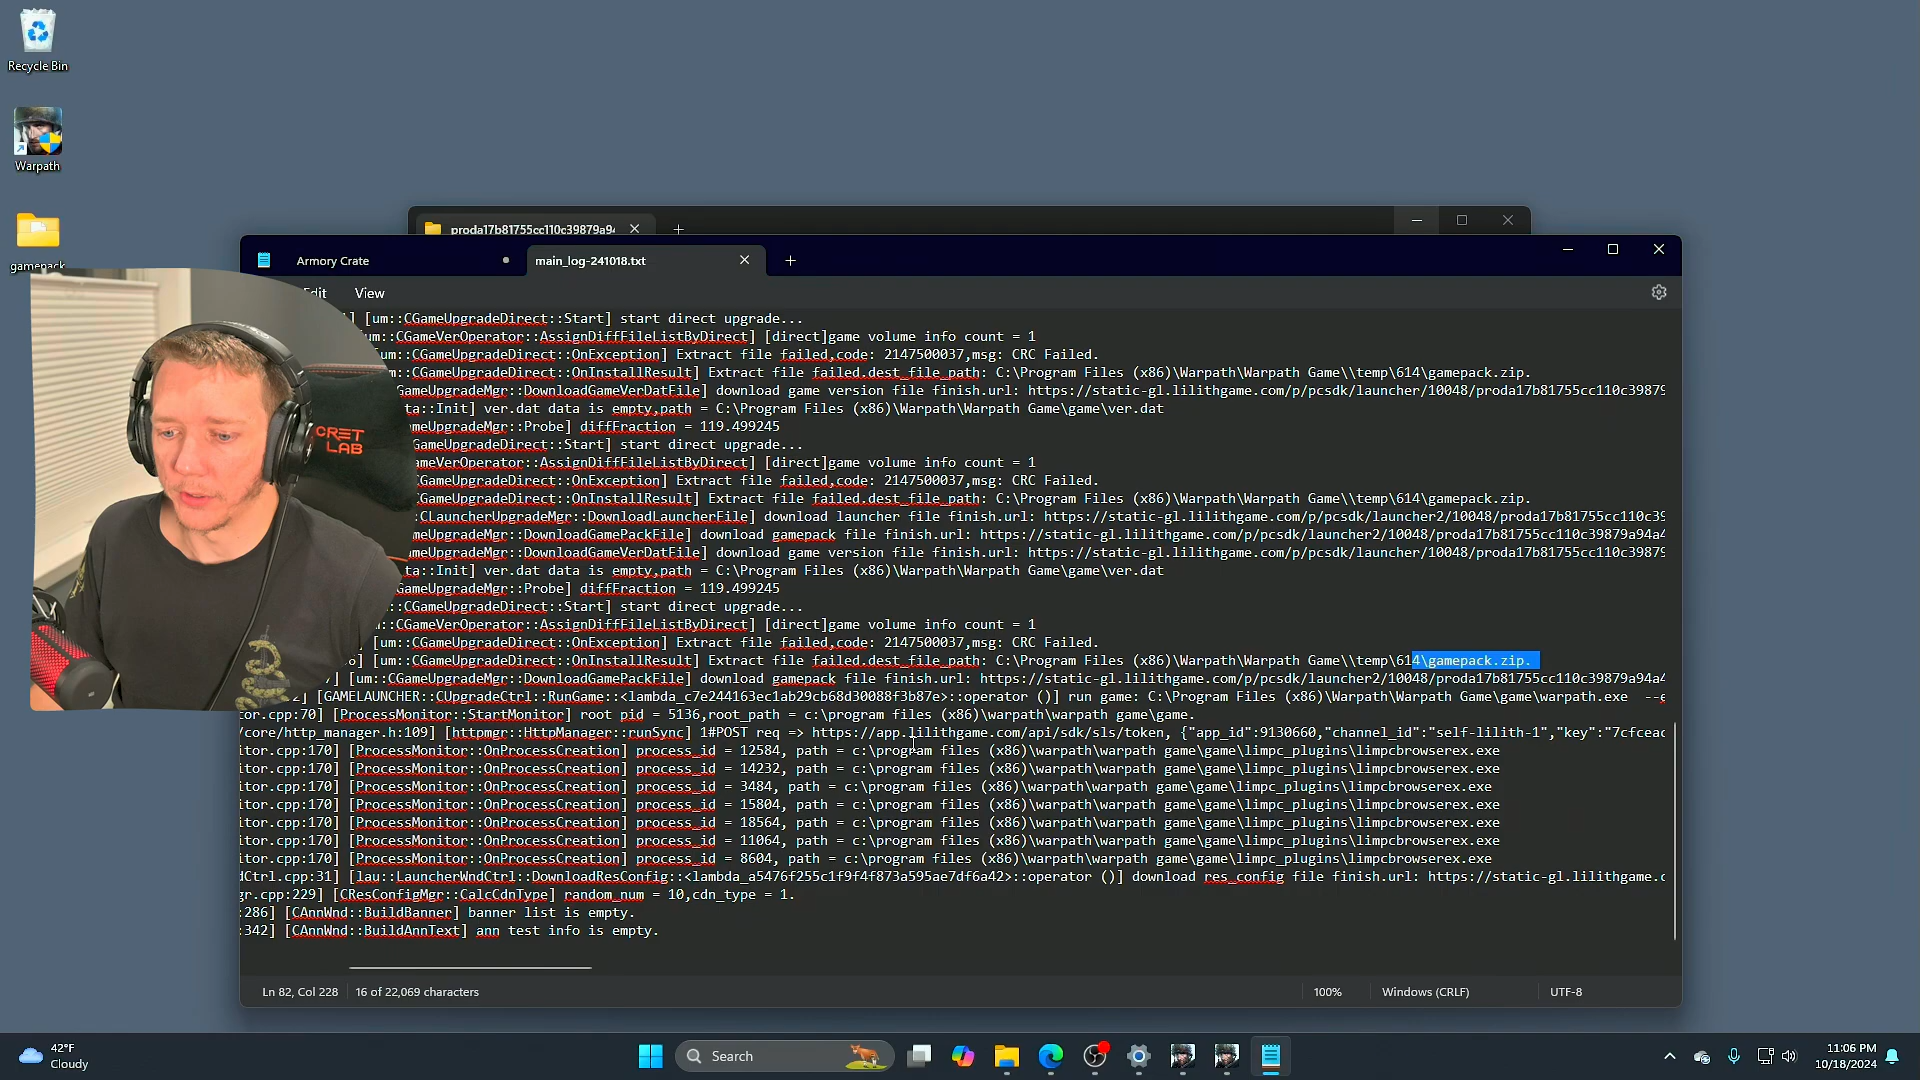 Recycle Bin
Warpath
gamepack
proda17b81755cc110c39879a94
Armory Crate
main_log-241018.txt
Edit
View
[um::CGameUpgradeDirect::Start] start direct upgrade...
um::CGameVerOperator::AssignDiffFileListByDirect] [direct]game volume info count = 1
um::CGameUpgradeDirect::OnException] Extract file failed,code: 2147500037,msg: CRC Failed.
::CGameUpgradeDirect::OnInstallResult] Extract file failed.dest_file_path: C:\Program Files (x86)\Warpath\Warpath Game\\temp\614\gamepack.zip.
GameUpgradeMgr::DownloadGameVerDatFile] download game version file finish.url: https://static-gl.lilithgame.com/p/pcsdk/launcher/10048/proda17b81755cc110c39879
ta::Init] ver.dat data is empty,path = C:\Program Files (x86)\Warpath\Warpath Game\game\ver.dat
ameUpgradeMgr::Probe] diffFraction = 119.499245
GameUpgradeDirect::Start] start direct upgrade...
ameVerOperator::AssignDiffFileListByDirect] [direct]game volume info count = 1
GameUpgradeDirect::OnException] Extract file failed,code: 2147500037,msg: CRC Failed.
GameUpgradeDirect::OnInstallResult] Extract file failed.dest_file_path: C:\Program Files (x86)\Warpath\Warpath Game\\temp\614\gamepack.zip.
:CLauncherUpgradeMgr::DownloadLauncherFile] download launcher file finish.url: https://static-gl.lilithgame.com/p/pcsdk/launcher2/10048/proda17b81755cc110c39
ameUpgradeMgr::DownloadGamePackFile] download gamepack file finish.url: https://static-gl.lilithgame.com/p/pcsdk/launcher2/10048/proda17b81755cc110c39879a94a4
ameUpgradeMgr::DownloadGameVerDatFile] download game version file finish.url: https://static-gl.lilithgame.com/p/pcsdk/launcher/10048/proda17b81755cc110c39879
ta::Init] ver.dat data is empty,path = C:\Program Files (x86)\Warpath\Warpath Game\game\ver.dat
GameUpgradeMgr::Probe] diffFraction = 119.499245
::CGameUpgradeDirect::Start] start direct upgrade...
::CGameVerOperator::AssignDiffFileListByDirect] [direct]game volume info count = 1
[um::CGameUpgradeDirect::OnException] Extract file failed,code: 2147500037,msg: CRC Failed.
] [um::CGameUpgradeDirect::OnInstallResult] Extract file failed.dest_file_path: C:\Program Files (x86)\Warpath\Warpath Game\\temp\614\gamepack.zip.
] [um::CGameUpgradeMgr::DownloadGamePackFile] download gamepack file finish.url: https://static-gl.lilithgame.com/p/pcsdk/launcher2/10048/proda17b81755cc110c39879a94a4
2] [GAMELAUNCHER::CUpgradeCtrl::RunGame::<lambda_c7e244163ec1ab29cb68d30088f3b87e>::operator ()] run game: C:\Program Files (x86)\Warpath\Warpath Game\game\warpath.exe --e
or.cpp:70] [ProcessMonitor::StartMonitor] root pid = 5136,root_path = c:\program files (x86)\warpath\warpath game\game.
/core/http_manager.h:109] [httpmgr::HttpManager::runSync] 1#POST req => https://app.lilithgame.com/api/sdk/sls/token, {"app_id":9130660,"channel_id":"self-lilith-1","key":"7cfceac
itor.cpp:170] [ProcessMonitor::OnProcessCreation] process_id = 12584, path = c:\program files (x86)\warpath\warpath game\game\limpc_plugins\limpcbrowserex.exe
itor.cpp:170] [ProcessMonitor::OnProcessCreation] process_id = 14232, path = c:\program files (x86)\warpath\warpath game\game\limpc_plugins\limpcbrowserex.exe
itor.cpp:170] [ProcessMonitor::OnProcessCreation] process_id = 3484, path = c:\program files (x86)\warpath\warpath game\game\limpc_plugins\limpcbrowserex.exe
itor.cpp:170] [ProcessMonitor::OnProcessCreation] process_id = 15804, path = c:\program files (x86)\warpath\warpath game\game\limpc_plugins\limpcbrowserex.exe
itor.cpp:170] [ProcessMonitor::OnProcessCreation] process_id = 18564, path = c:\program files (x86)\warpath\warpath game\game\limpc_plugins\limpcbrowserex.exe
itor.cpp:170] [ProcessMonitor::OnProcessCreation] process_id = 11064, path = c:\program files (x86)\warpath\warpath game\game\limpc_plugins\limpcbrowserex.exe
itor.cpp:170] [ProcessMonitor::OnProcessCreation] process_id = 8604, path = c:\program files (x86)\warpath\warpath game\game\limpc_plugins\limpcbrowserex.exe
dCtrl.cpp:31] [lau::LauncherWndCtrl::DownloadResConfig::<lambda_a5476f255c1f9f4f873a595ae7df6a42>::operator ()] download res_config file finish.url: https://static-gl.lilithgame.c
gr.cpp:229] [CResConfigMgr::CalcCdnType] random_num = 10,cdn_type = 1.
:286] [CAnnWnd::BuildBanner] banner list is empty.
:342] [CAnnWnd::BuildAnnText] ann test info is empty.
CRET
LAB
Ln 82, Col 228
16 of 22,069 characters
100%
Windows (CRLF)
UTF-8
42°F
Cloudy
Search
11:06 PM
10/18/2024